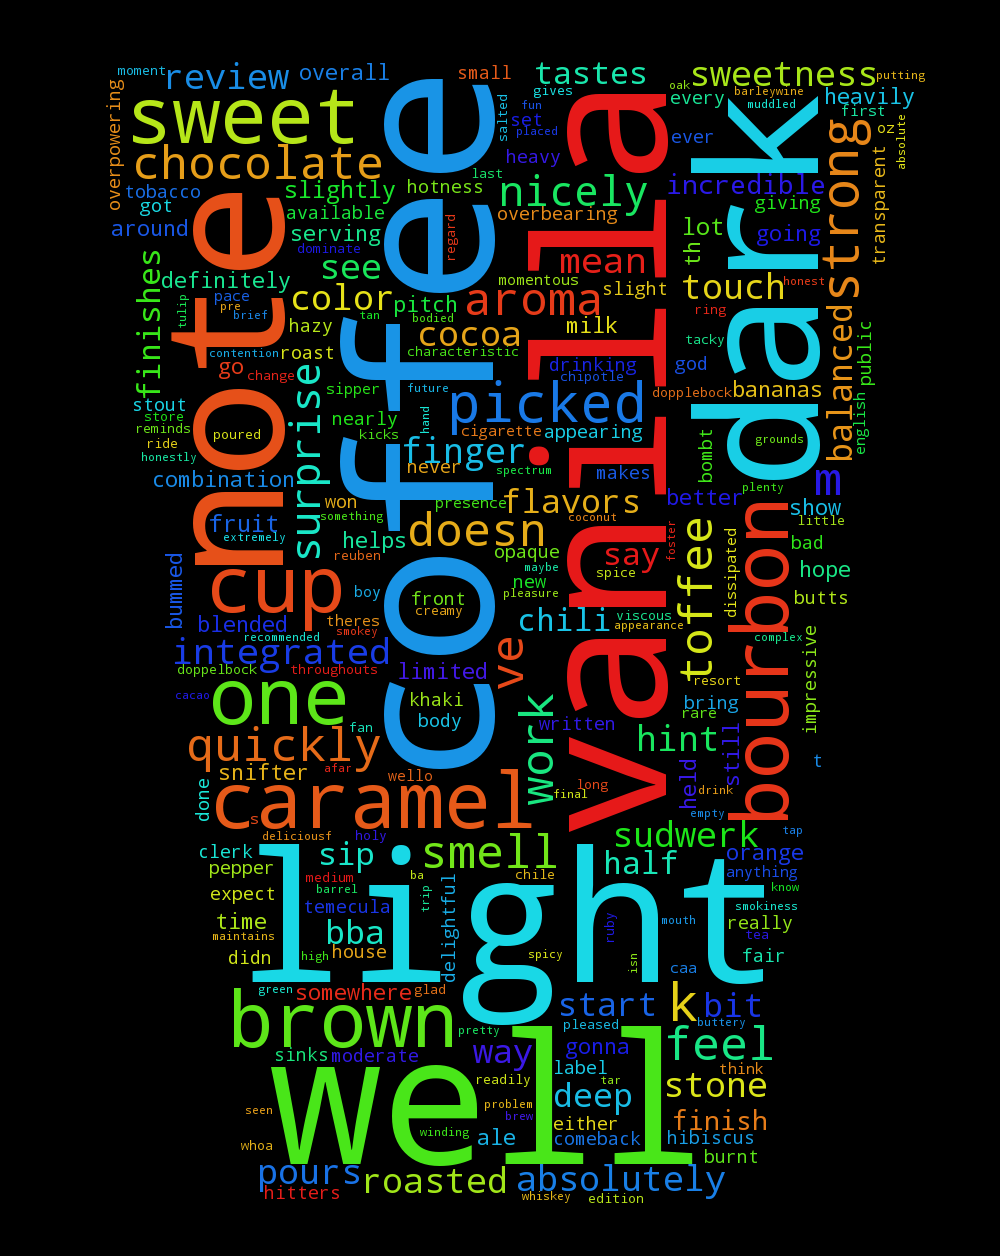 moment
review
overall
small
tastes
sweetness
putting
overpowering
sweet
coffee
salted
gives
fun
set
placed
vanilla
oak
every
barleywine
muddled
heavily
first
oz
absolute
chocolate
heavy
ever
dark
strong
transparent
tobacco
note
slightly
hotness
last
nicely
incredible
got
available
overbearing
giving
around
serving
regard
lot
going
dominate
th
finishes
definitely
see
mean
momentous
slight
touch
honest
tulip
pace
pre
brief
color
tan
pitch
bodied
aroma
ring
hazy
cocoa
milk
balanced
public
contention
roast
characteristic
tacky
go
change
drinking
chipotle
god
surprise
sipper
future
picked
dopplebock
bananas
stout
store
reminds
ride
honestly
nearly
kicks
hand
cigarette
appearing
poured
finger
grounds
english
combination
never
spectrum
makes
bombt
plenty
m
won
something
presence
flavors
better
show
fruit
extremely
doesn
coconut
little
helps
reuben
opaque
maybe
say
foster
toffee
dissipated
bourbon
bad
bummed
cup
boy
front
creamy
new
pleasure
spice
hope
butts
blended
theres
smokey
chili
viscous
appearance
recommended
complex
integrated
ve
impressive
doppelbock
throughouts
limited
resort
cacao
one
khaki
body
work
written
bring
rare
fan
still
quickly
hint
t
snifter
afar
wello
long
final
held
drink
done
caramel
empty
s
deliciousf
holy
sudwerk
tap
clerk
sip
smell
half
orange
pepper
medium
barrel
ba
chile
anything
know
expect
temecula
trip
light
smokiness
time
bba
delightful
ruby
mouth
really
maintains
house
tea
didn
high
spicy
isn
caa
fair
green
somewhere
glad
k
brown
start
bit
pretty
pleased
buttery
sinks
moderate
way
gonna
feel
well
readily
label
tar
think
deep
stone
seen
problem
brew
either
finish
winding
whoa
ale
comeback
hibiscus
burnt
pours
roasted
absolutely
hitters
whiskey
edition